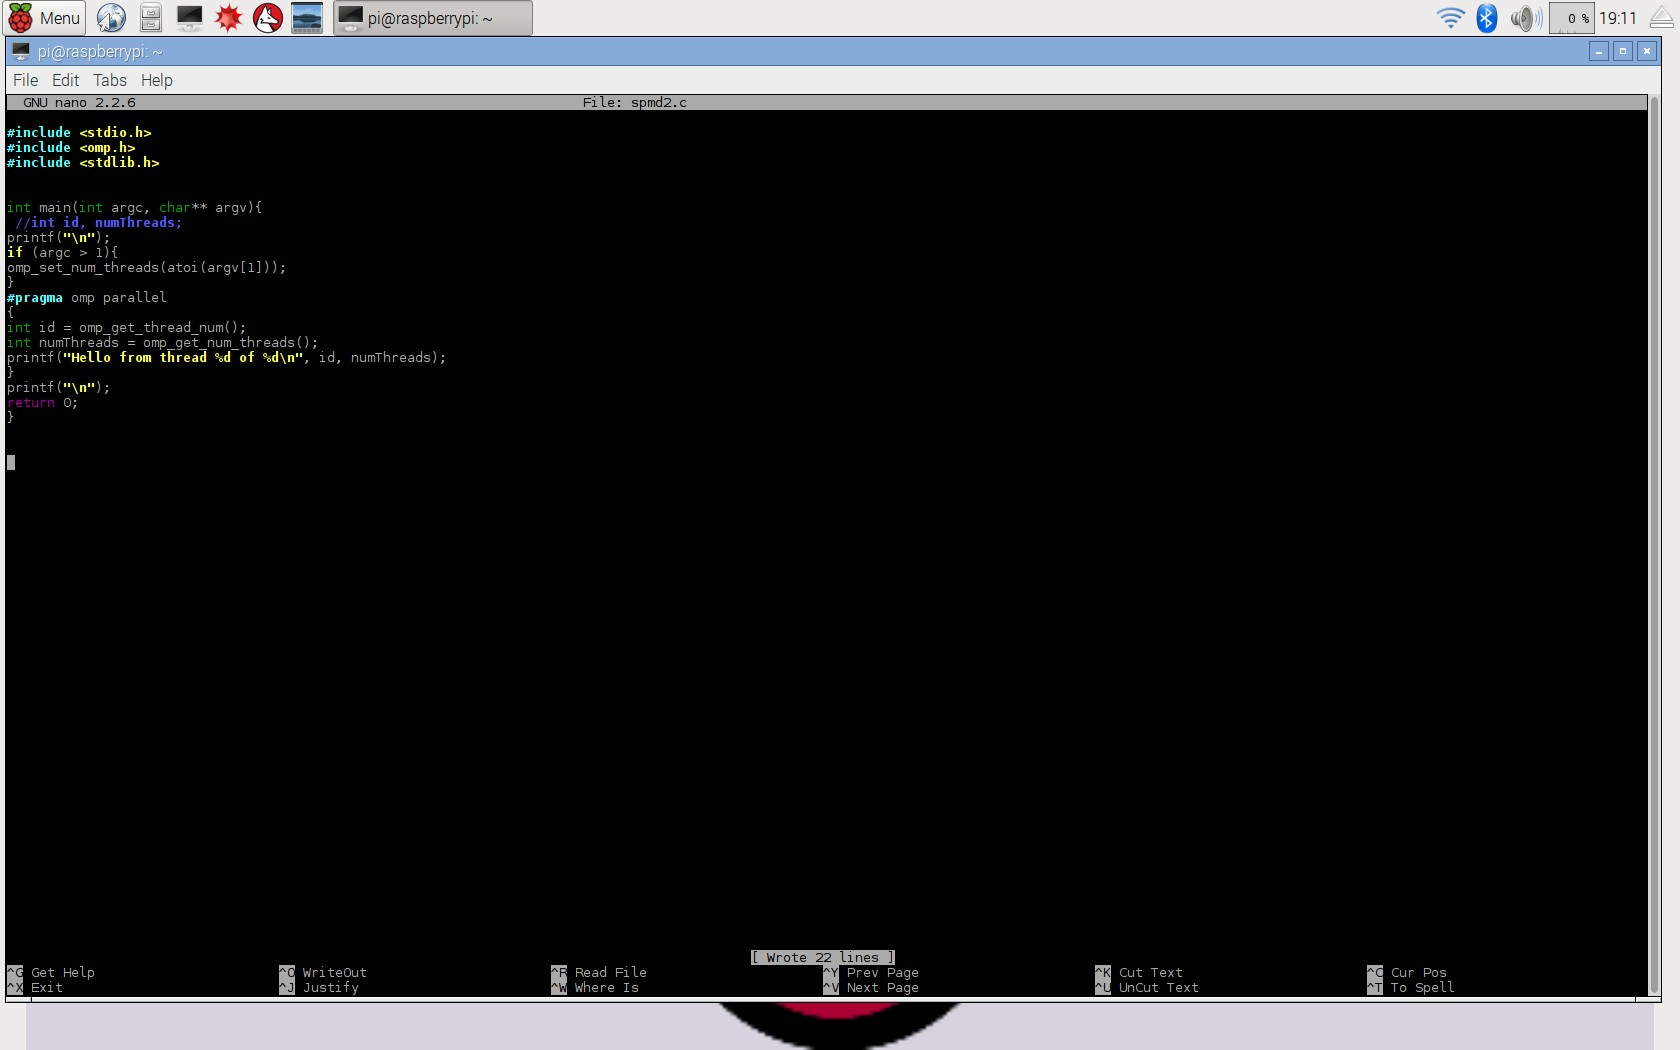 Menu
pi@raspberrypi: ~
0 %
19:11
pi@raspberrypi: ~
File Edit Tabs Help
GNU nano 2.2.6 File: spmd2.c
#include <stdio.h>
#include <omp.h>
#include <stdlib.h>
int main(int argc, char** argv){
//int id, numThreads;
printf("\n");
if (argc > 1){
omp_set_num_threads(atoi(argv[1]));
}
#pragma omp parallel
{
int id = omp_get_thread_num();
int numThreads = omp_get_num_threads();
printf("Hello from thread %d of %d\n", id, numThreads);
}
printf("\n");
return 0;
}
[ Wrote 22 lines ]
^G Get Help ^O WriteOut ^R Read File ^Y Prev Page ^K Cut Text ^C Cur Pos
^X Exit ^J Justify ^W Where Is ^V Next Page ^U UnCut Text ^T To Spell